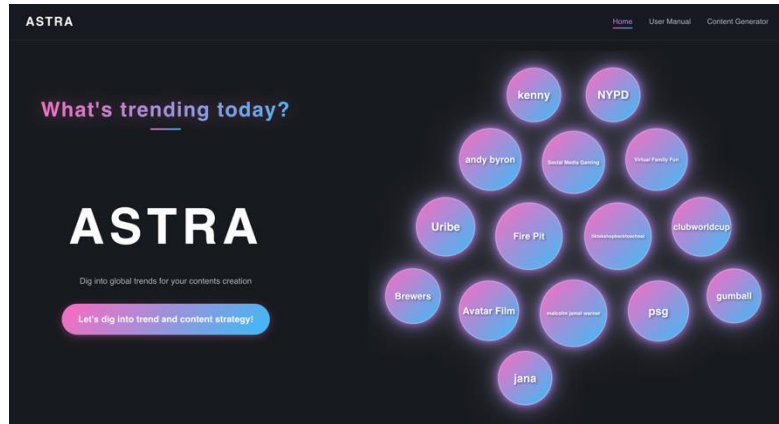 ASTRA
Home User Manual Content Generator
What's trending today?
ASTRA
Dig into global trends for your contents creation
Let's dig into trend and content strategy!
kenny
NYPD
andy byron
Social Media Gaming
Virtual Family Fun
Uribe
Fire Pit
tiktokshopbacktoschool
clubworldcup
Brewers
Avatar Film
malcolm jamal warner
psg
gumball
jana